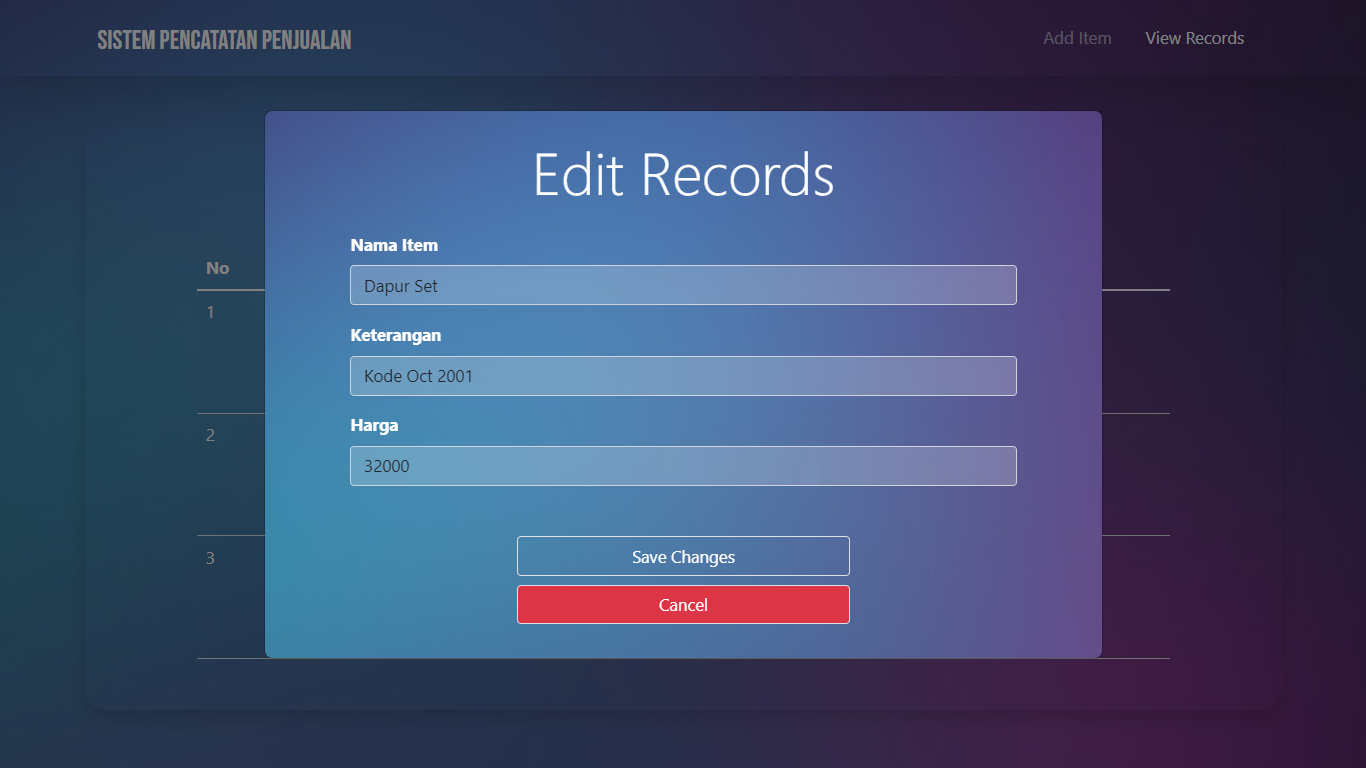 SISTEM PENCATATAN PENJUALAN
Add Item
View Records
Edit Records
Nama Item
Dapur Set
No
1
Keterangan
Kode Oct 2001
Harga
2
32000
Save Changes
3
Cancel